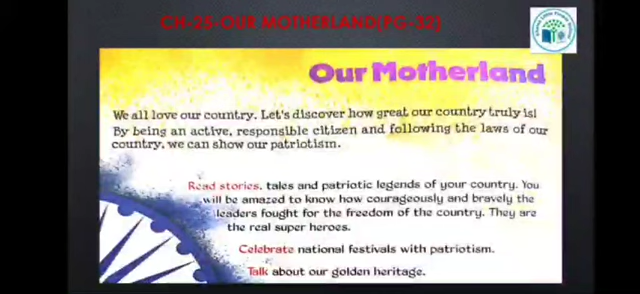 CH-25-OUR MOTHERLAND(PG-32)
Our Motherland
We all love our country. Let's discover how great our country truly is!
By being an active, responsible citizen and following the laws of our
country, we can show our patriotism.
Read stories, tales and patriotic legends of your country. You
will be amazed to know how courageously and bravely the
leaders fought for the freedom of the country. They are
the real super heroes.
Celebrate national festivals with patriotism.
Talk about our golden heritage.